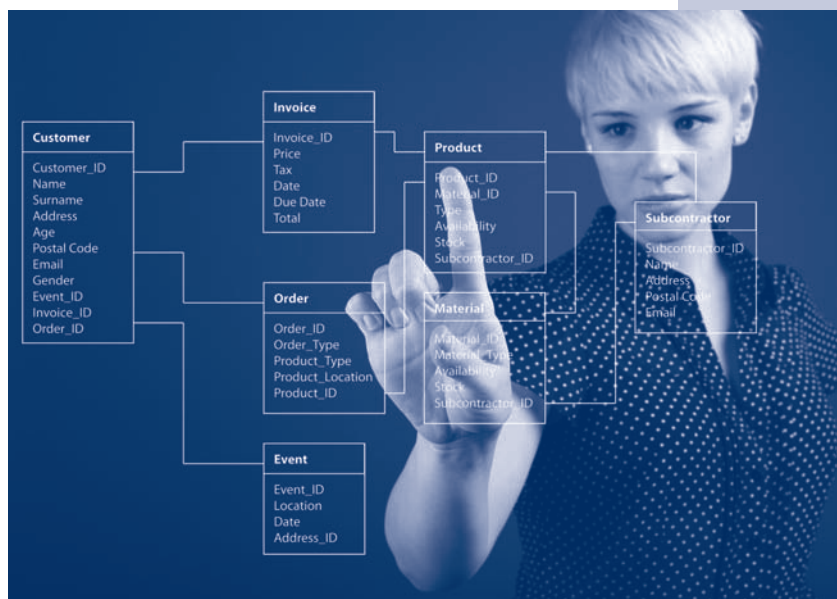 Customer
Customer_ID
Name
Surname
Address
Age
Postal Code
Email
Gender
Event_ID
Invoice_ID
Order_ID
Invoice
Invoice_ID
Price
Tax
Date
Due Date
Total
Order
Order_ID
Order_Type
Product_Type
Product_Location
Product_ID
Event
Event_ID
Location
Date
Address_ID
Product
Product_ID
Material_ID
Type
Availability
Stock
Subcontractor_ID
Material
Material_ID
Material_Type
Availability
Stock
Subcontractor_ID
Subcontractor
Subcontractor_ID
Name
Address
Postal Code
Email